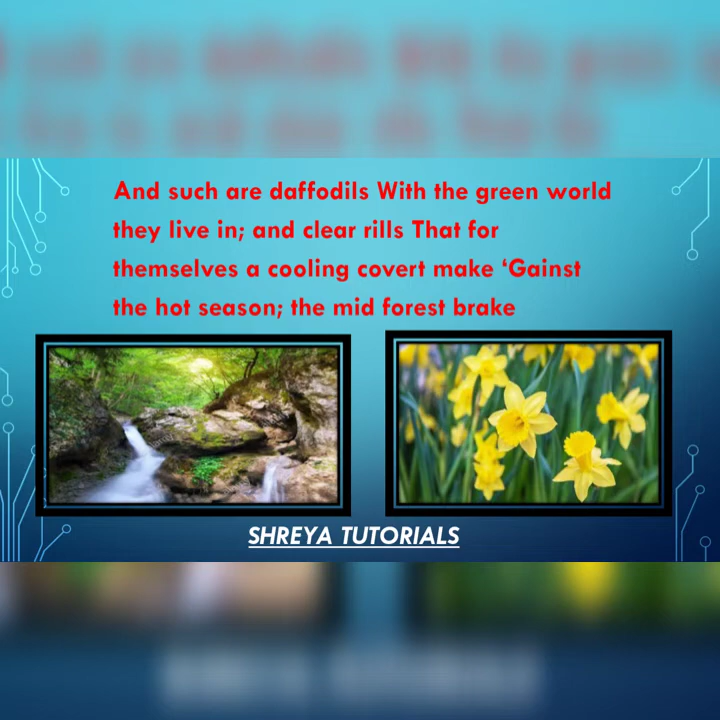 And such are daffodils With the green world
they live in; and clear rills That for
themselves a cooling covert make ‘Gainst
the hot season; the mid forest brake
SHREYA TUTORIALS